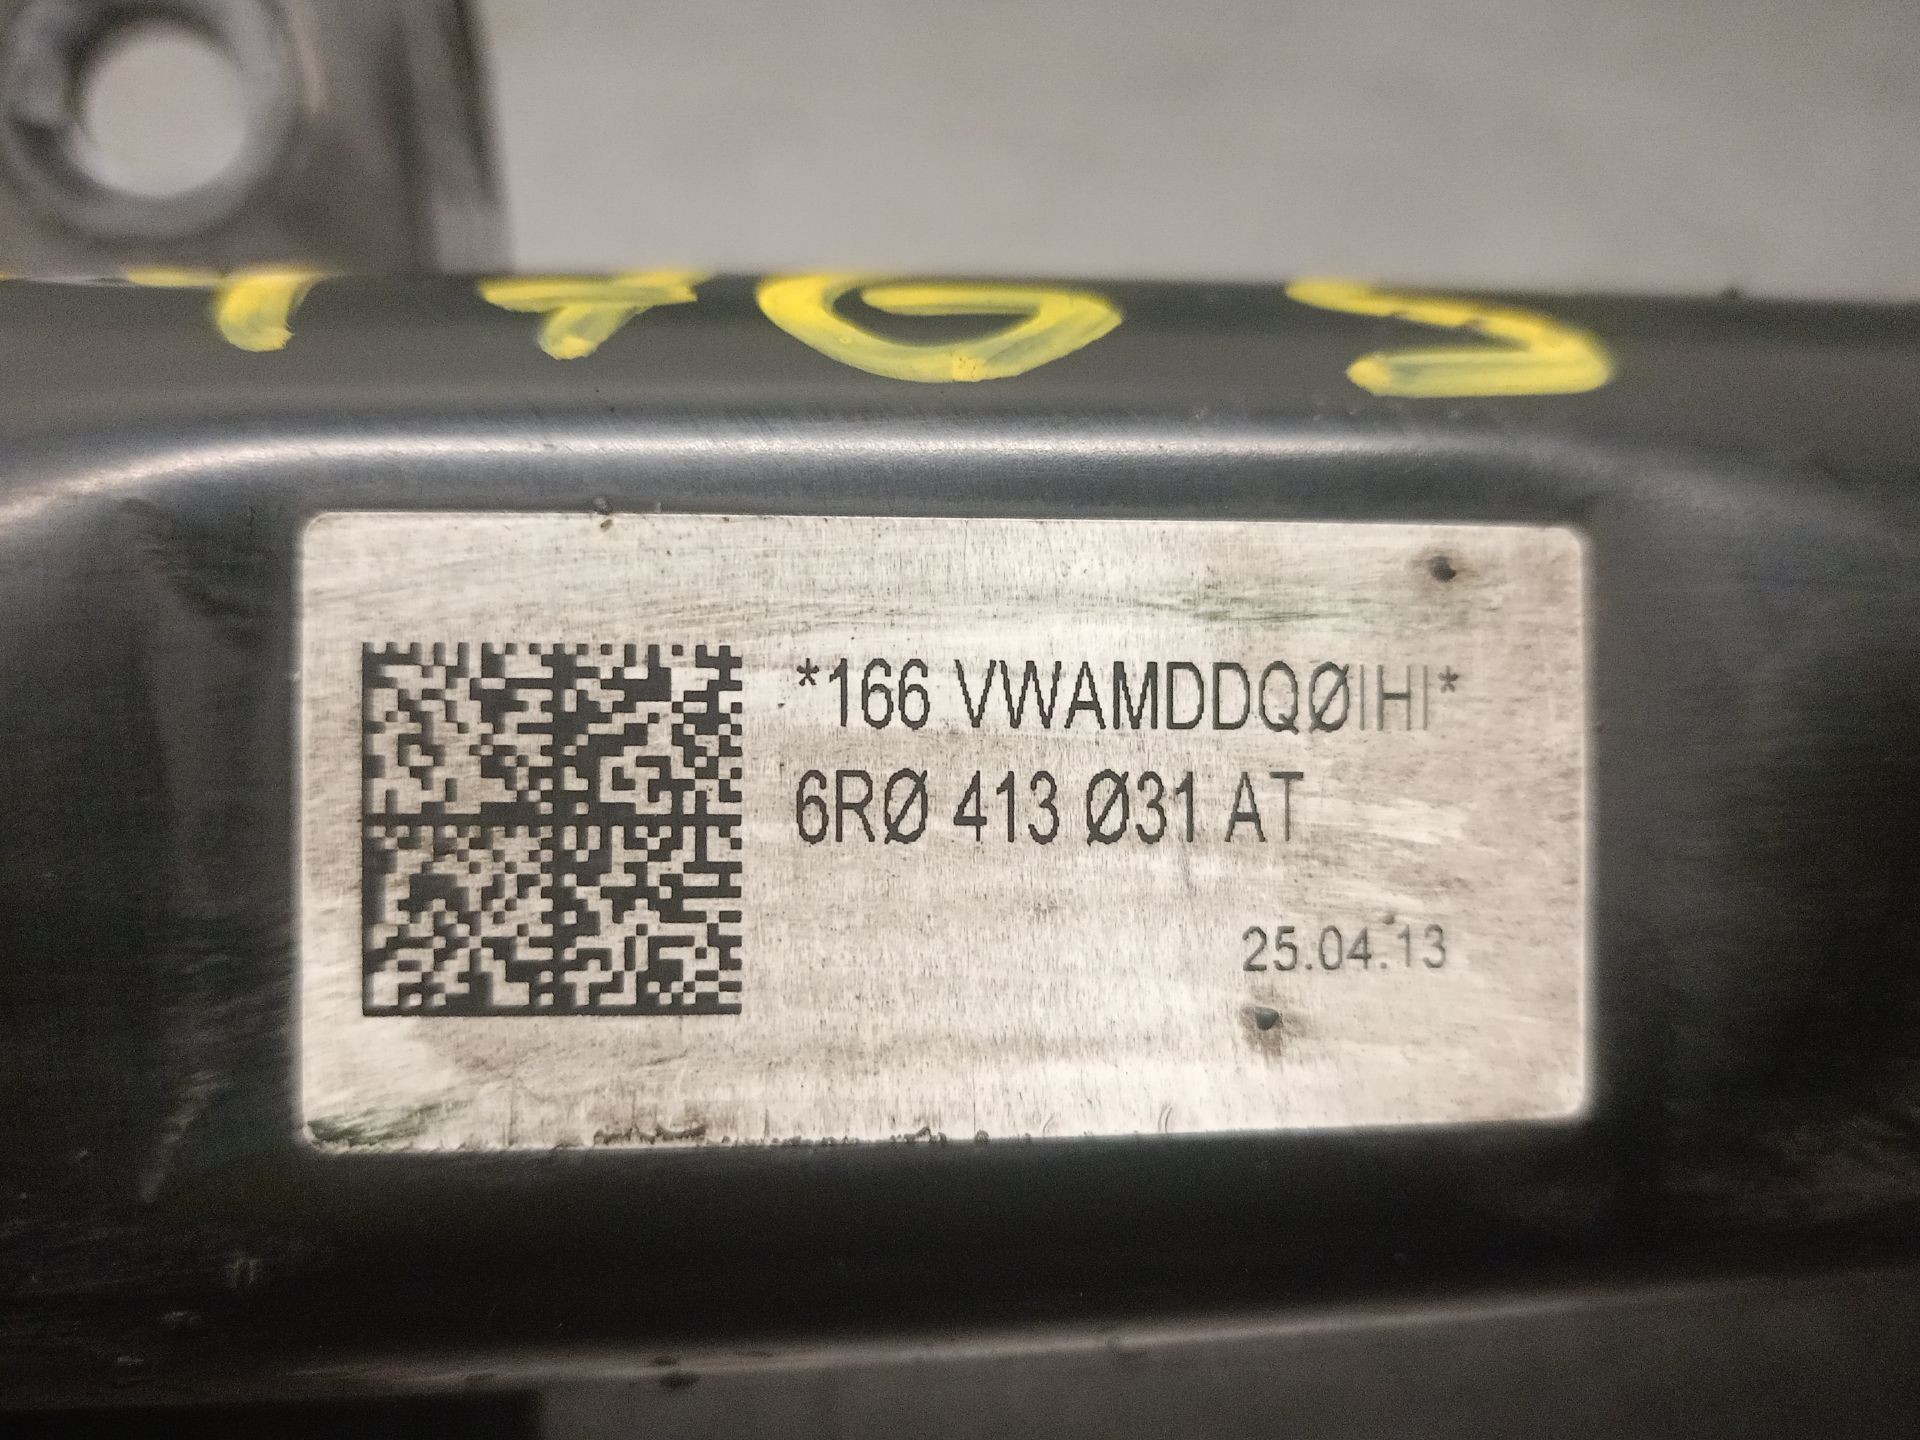 *166 VWAMDDQØIHI*
6RØ 413 Ø31 AT
25.04.13